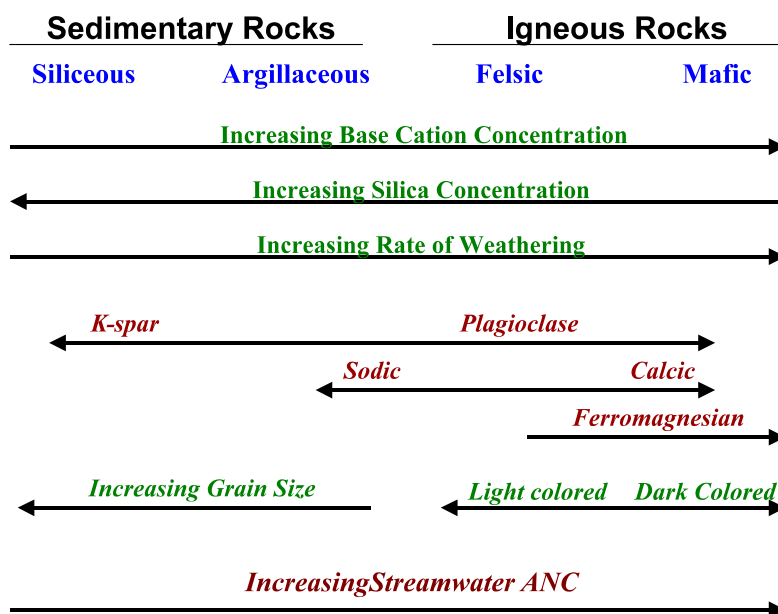 Sedimentary Rocks Igneous Rocks
Siliceous Argillaceous Felsic Mafic
Increasing Base Cation Concentration
Increasing Silica Concentration
Increasing Rate of Weathering
K-spar Plagioclase
Sodic Calcic
Ferromagnesian
Increasing Grain Size Light colored Dark Colored
IncreasingStreamwater ANC